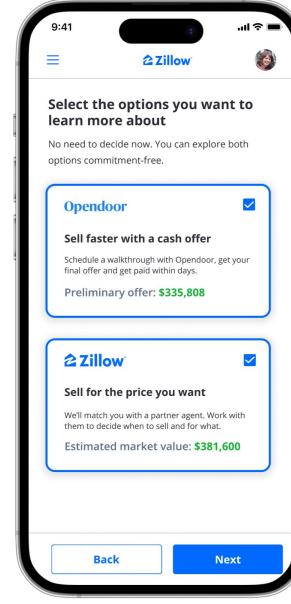 9:41
Zillow
Select the options you want to
learn more about
No need to decide now. You can explore both
options commitment-free.
Opendoor
Sell faster with a cash offer
Schedule a walkthrough with Opendoor, get your
final offer and get paid within days.
Preliminary offer: $335,808
Zillow
Sell for the price you want
We'll match you with a partner agent. Work with
them to decide when to sell and for what.
Estimated market value: $381,600
Back
Next